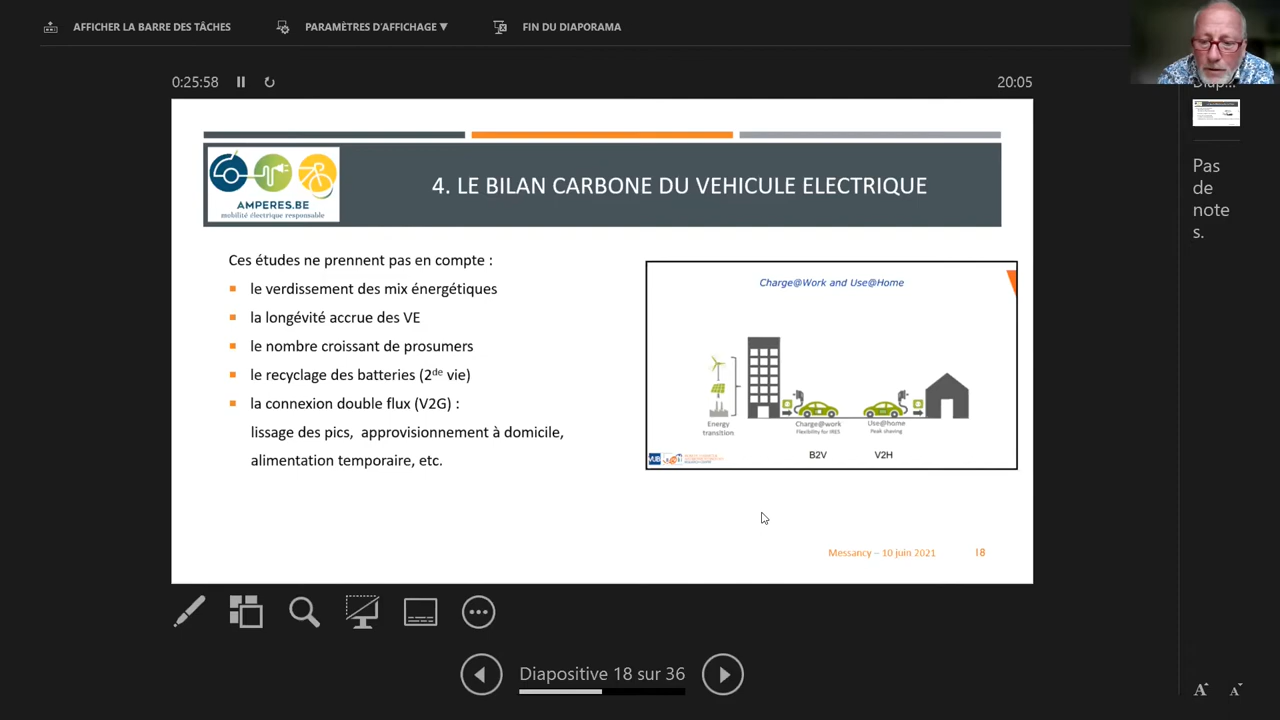 AFFICHER LA BARRE DES TÂCHES
PARAMÈTRES D'AFFICHAGE ▼
FIN DU DIAPORAMA
0:25:58
20:05
AMPERES.BE
mobilité électrique responsable
4. LE BILAN CARBONE DU VEHICULE ELECTRIQUE
Ces études ne prennent pas en compte :
le verdissement des mix énergétiques
la longévité accrue des VE
le nombre croissant de prosumers
le recyclage des batteries (2de vie)
la connexion double flux (V2G) :
lissage des pics, approvisionnement à domicile,
alimentation temporaire, etc.
Charge@Work and Use@Home
Energy
transition
Charge@work
Flexibility for IRES
Use@home
Peak shaving
B2V
V2H
VUB
Messancy – 10 juin 2021
18
Diap...
Pas
de
note
s.
Diapositive 18 sur 36